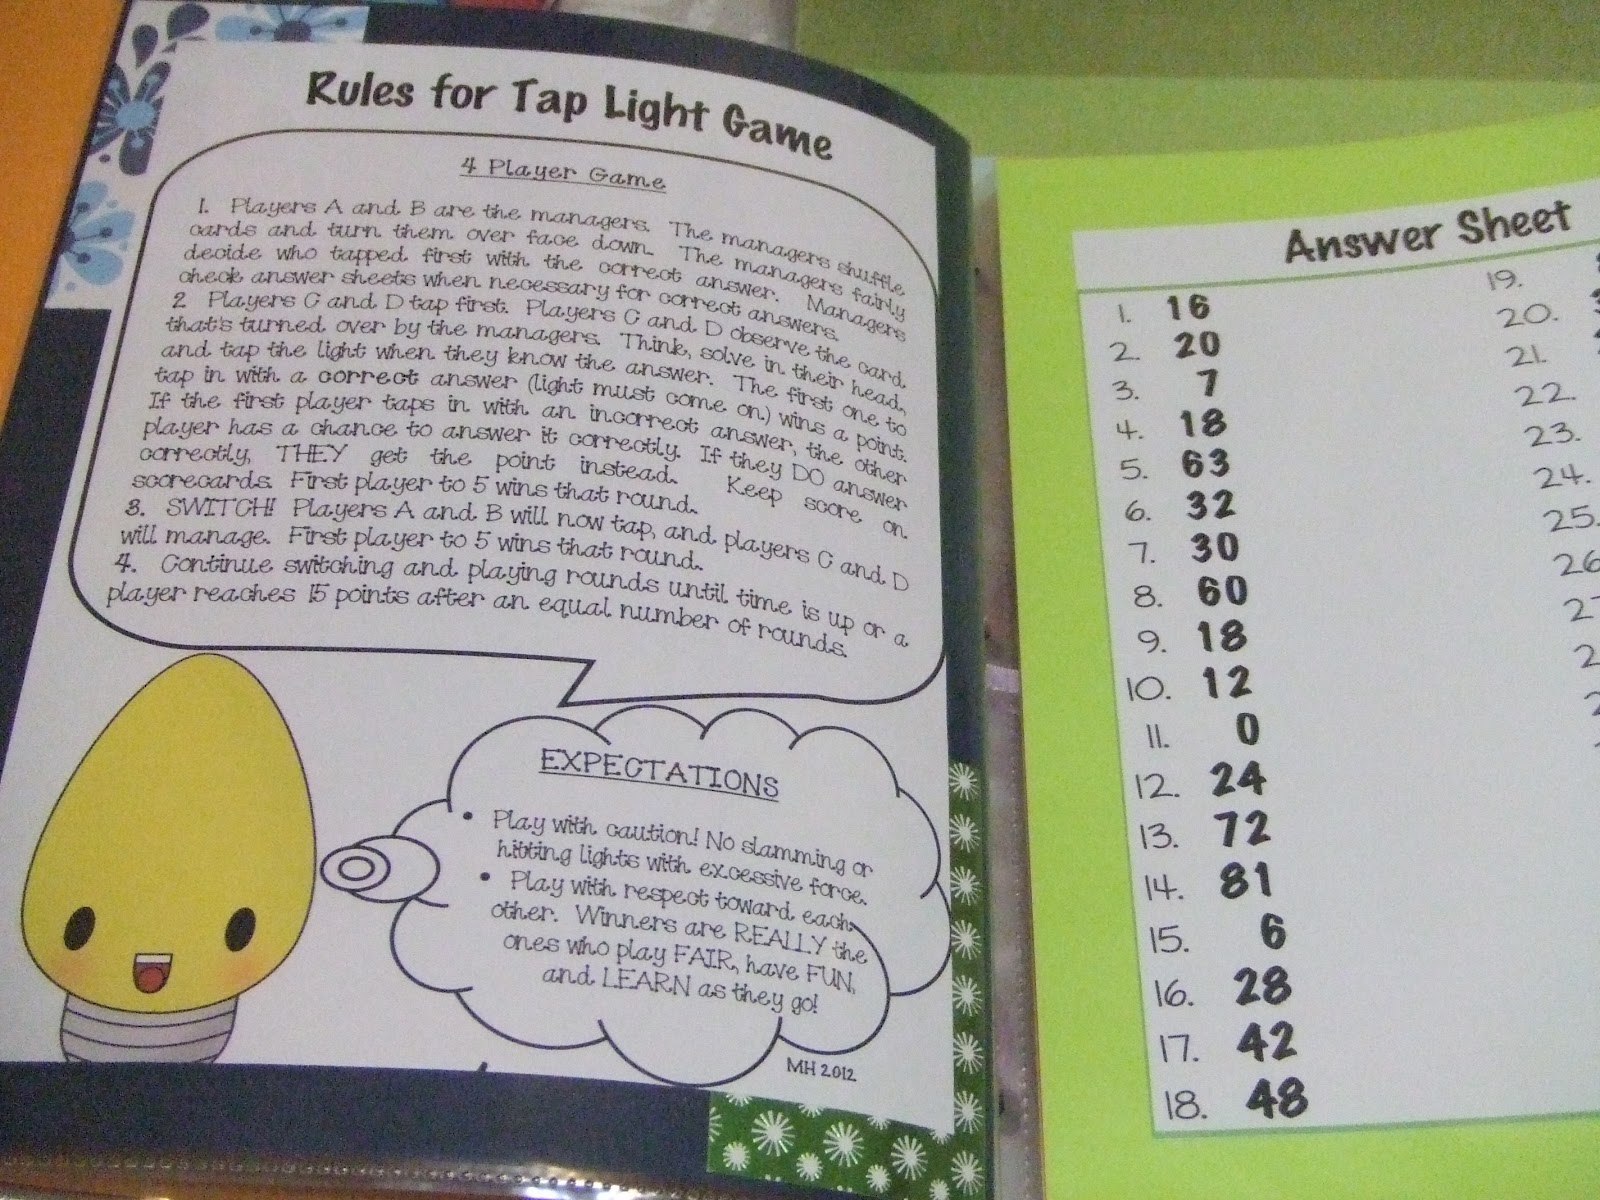 Rules for Tap Light Game
4 Player Game
1. Players A and B are the managers. The managers shuffle
cards and turn them over face down. The managers fairly
decide who tapped first with the correct answer. Managers
check answer sheets when necessary for correct answers.
2. Players C and D tap first. Players C and D observe the card
that's turned over by the managers. Think, solve in their head,
and tap the light when they know the answer. The first one to
tap in with a correct answer (light must come on) wins a point.
If the first player taps in with an incorrect answer, the other
player has a chance to answer it correctly. If they DO answer
correctly, THEY get the point instead. Keep score on
scorecards. First player to 5 wins that round.
3. SWITCH! Players A and B will now tap, and players C and D
will manage. First player to 5 wins that round.
4. Continue switching and playing rounds until time is up or a
player reaches 15 points after an equal number of rounds.
EXPECTATIONS
• Play with caution! No slamming or
hitting lights with excessive force.
• Play with respect toward each
other. Winners are REALLY the
ones who play FAIR, have FUN,
and LEARN as they go!
MH 2012
Answer Sheet
1. 16
2. 20
3. 7
4. 18
5. 63
6. 32
7. 30
8. 60
9. 18
10. 12
11. 0
12. 24
13. 72
14. 81
15. 6
16. 28
17. 42
18. 48
19.
20.
21.
22.
23.
24.
25.
26